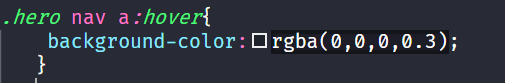 .hero nav a:hover{
background-color: rgba(0,0,0,0.3);
}